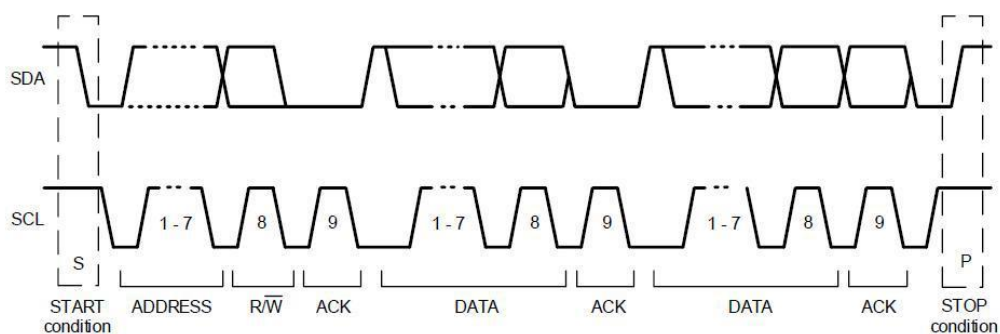 SDA
SCL
1 - 7 8 9 1 - 7 8 9 1 - 7 8 9
S P
START condition ADDRESS R/W̅ ACK DATA ACK DATA ACK STOP condition